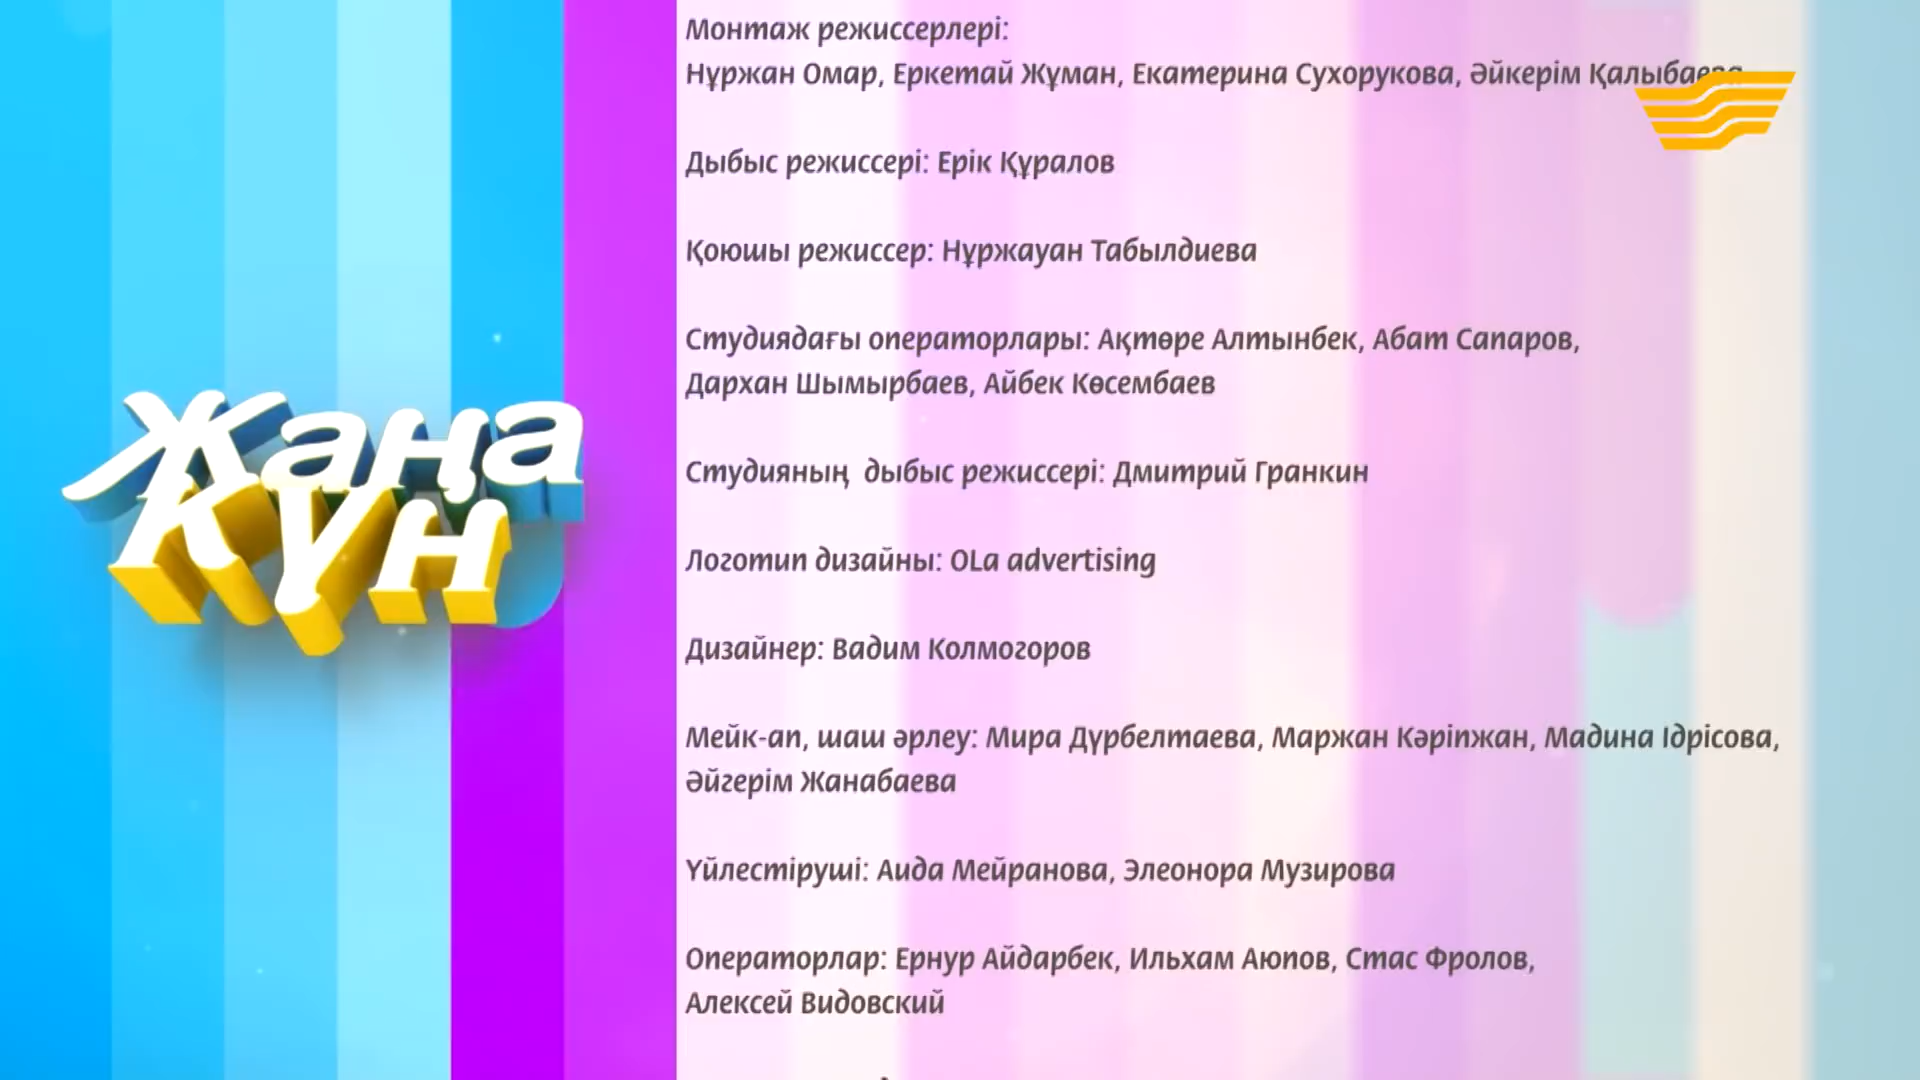 Жаңа
Күн
Монтаж режиссерлері:
Нұржан Омар, Еркетай Жұман, Екатерина Сухорукова, Әйкерім Қалыбаева
Дыбыс режиссері: Ерік Құралов
Қоюшы режиссер: Нұржауан Табылдиева
Студиядағы операторлары: Ақтөре Алтынбек, Абат Сапаров,
Дархан Шымырбаев, Айбек Көсембаев
Студияның дыбыс режиссері: Дмитрий Гранкин
Логотип дизайны: OLa advertising
Дизайнер: Вадим Колмогоров
Мейк-ап, шаш әрлеу: Мира Дүрбелтаева, Маржан Кәріпжан, Мадина Ідрісова,
Әйгерім Жанабаева
Үйлестіруші: Аида Мейранова, Элеонора Музирова
Операторлар: Ернур Айдарбек, Ильхам Аюпов, Стас Фролов,
Алексей Видовский